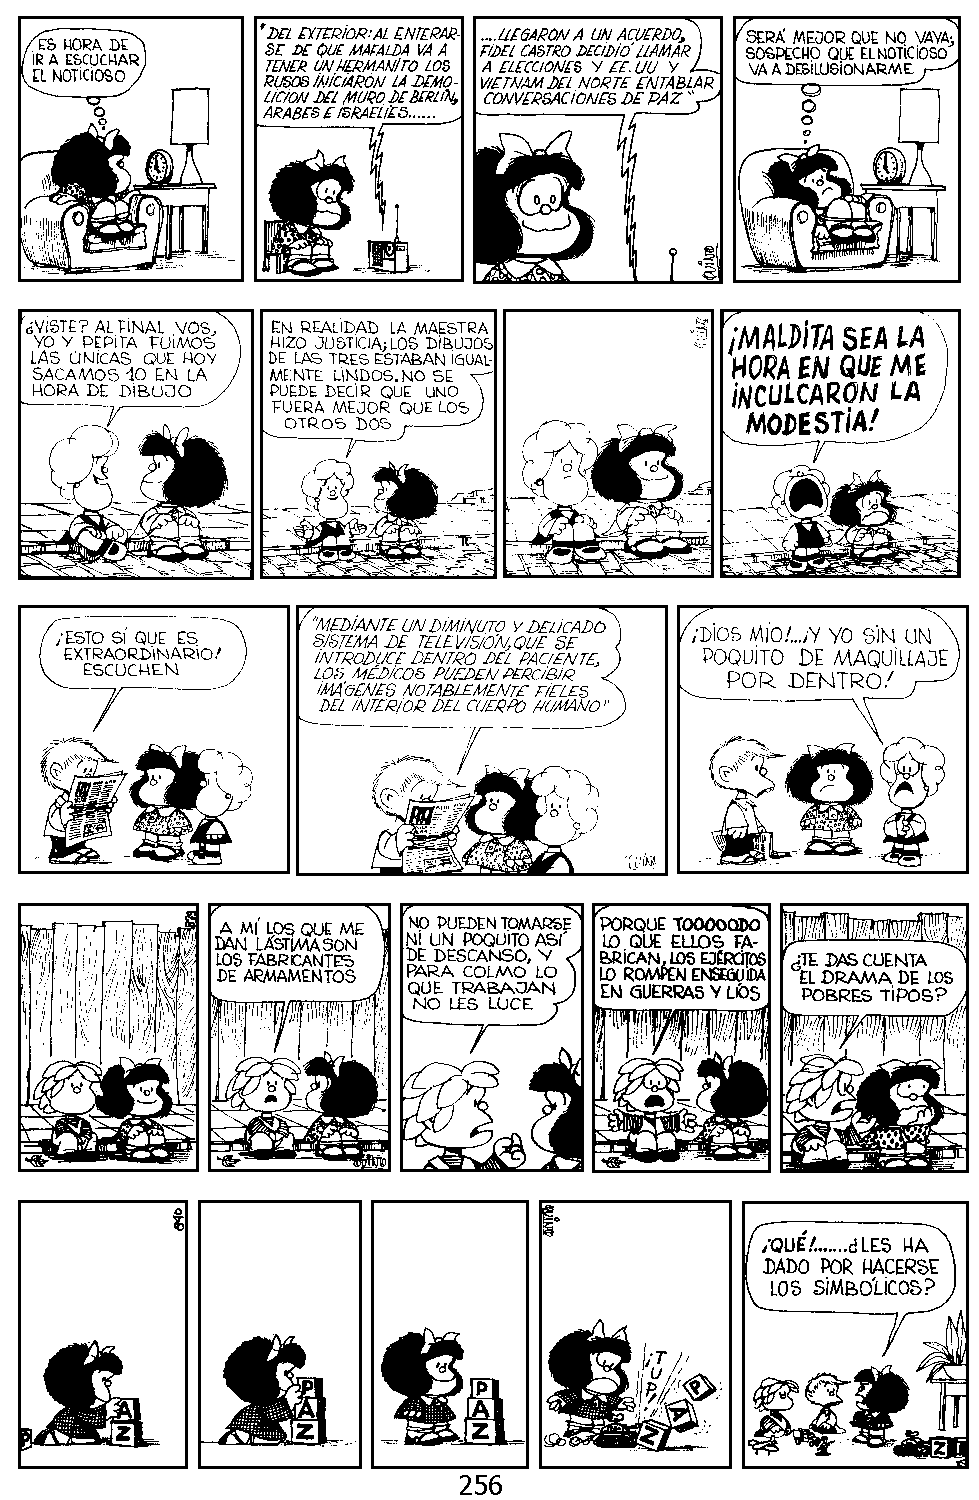 ES HORA DE
IR A ESCUCHAR
EL NOTICIOSO
"DEL EXTERIOR: AL ENTERAR-
SE DE QUE MAFALDA VA A
TENER UN HERMANITO LOS
RUSOS INICIARON LA DEMO-
LICION DEL MURO DE BERLIN,
ARABES E ISRAELIES......
....LLEGARON A UN ACUERDO,
FIDEL CASTRO DECIDIÓ LLAMAR
A ELECCIONES Y EE.UU Y
VIETNAM DEL NORTE ENTABLAR
CONVERSACIONES DE PAZ"
QUINO
SERÁ MEJOR QUE NO VAYA;
SOSPECHO QUE EL NOTICIOSO
VA A DESILUSIONARME
¿VISTE? AL FINAL VOS,
YO Y PEPITA FUIMOS
LAS ÚNICAS QUE HOY
SACAMOS 10 EN LA
HORA DE DIBUJO
EN REALIDAD LA MAESTRA
HIZO JUSTICIA; LOS DIBUJOS
DE LAS TRES ESTABAN IGUAL-
MENTE LINDOS. NO SE
PUEDE DECIR QUE UNO
FUERA MEJOR QUE LOS
OTROS DOS
¡MALDITA SEA LA
HORA EN QUE ME
INCULCARON LA
MODESTIA!
¡ESTO SÍ QUE ES
EXTRAORDINARIO!
ESCUCHEN
"MEDIANTE UN DIMINUTO Y DELICADO
SISTEMA DE TELEVISION, QUE SE
INTRODUCE DENTRO DEL PACIENTE,
LOS MÉDICOS PUEDEN PERCIBIR
IMÁGENES NOTABLEMENTE FIELES
DEL INTERIOR DEL CUERPO HUMANO"
¡DIOS MIO!...¡Y YO SIN UN
POQUITO DE MAQUILLAJE
POR DENTRO!
A MÍ LOS QUE ME
DAN LÁSTIMA SON
LOS FABRICANTES
DE ARMAMENTOS
QUINO
NO PUEDEN TOMARSE
NI UN POQUITO ASÍ
DE DESCANSO, Y
PARA COLMO LO
QUE TRABAJAN
NO LES LUCE
PORQUE TOOOOODO
LO QUE ELLOS FA-
BRICAN, LOS EJÉRCITOS
LO ROMPEN ENSEGUIDA
EN GUERRAS Y LÍOS
¿TE DAS CUENTA
EL DRAMA DE LOS
POBRES TIPOS?
840
P
A
Z
P
A
Z
P
A
Z
QUINO
¡TUP!
P
A
Z
¡QUÉ!.......¿LES HA
DADO POR HACERSE
LOS SIMBÓLICOS?
Z
256